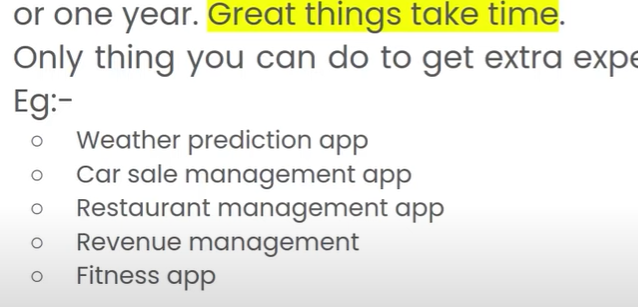 or one year. Great things take time.
Only thing you can do to get extra
Eg:-
○ Weather prediction app
○ Car sale management app
○ Restaurant management app
○ Revenue management
○ Fitness app